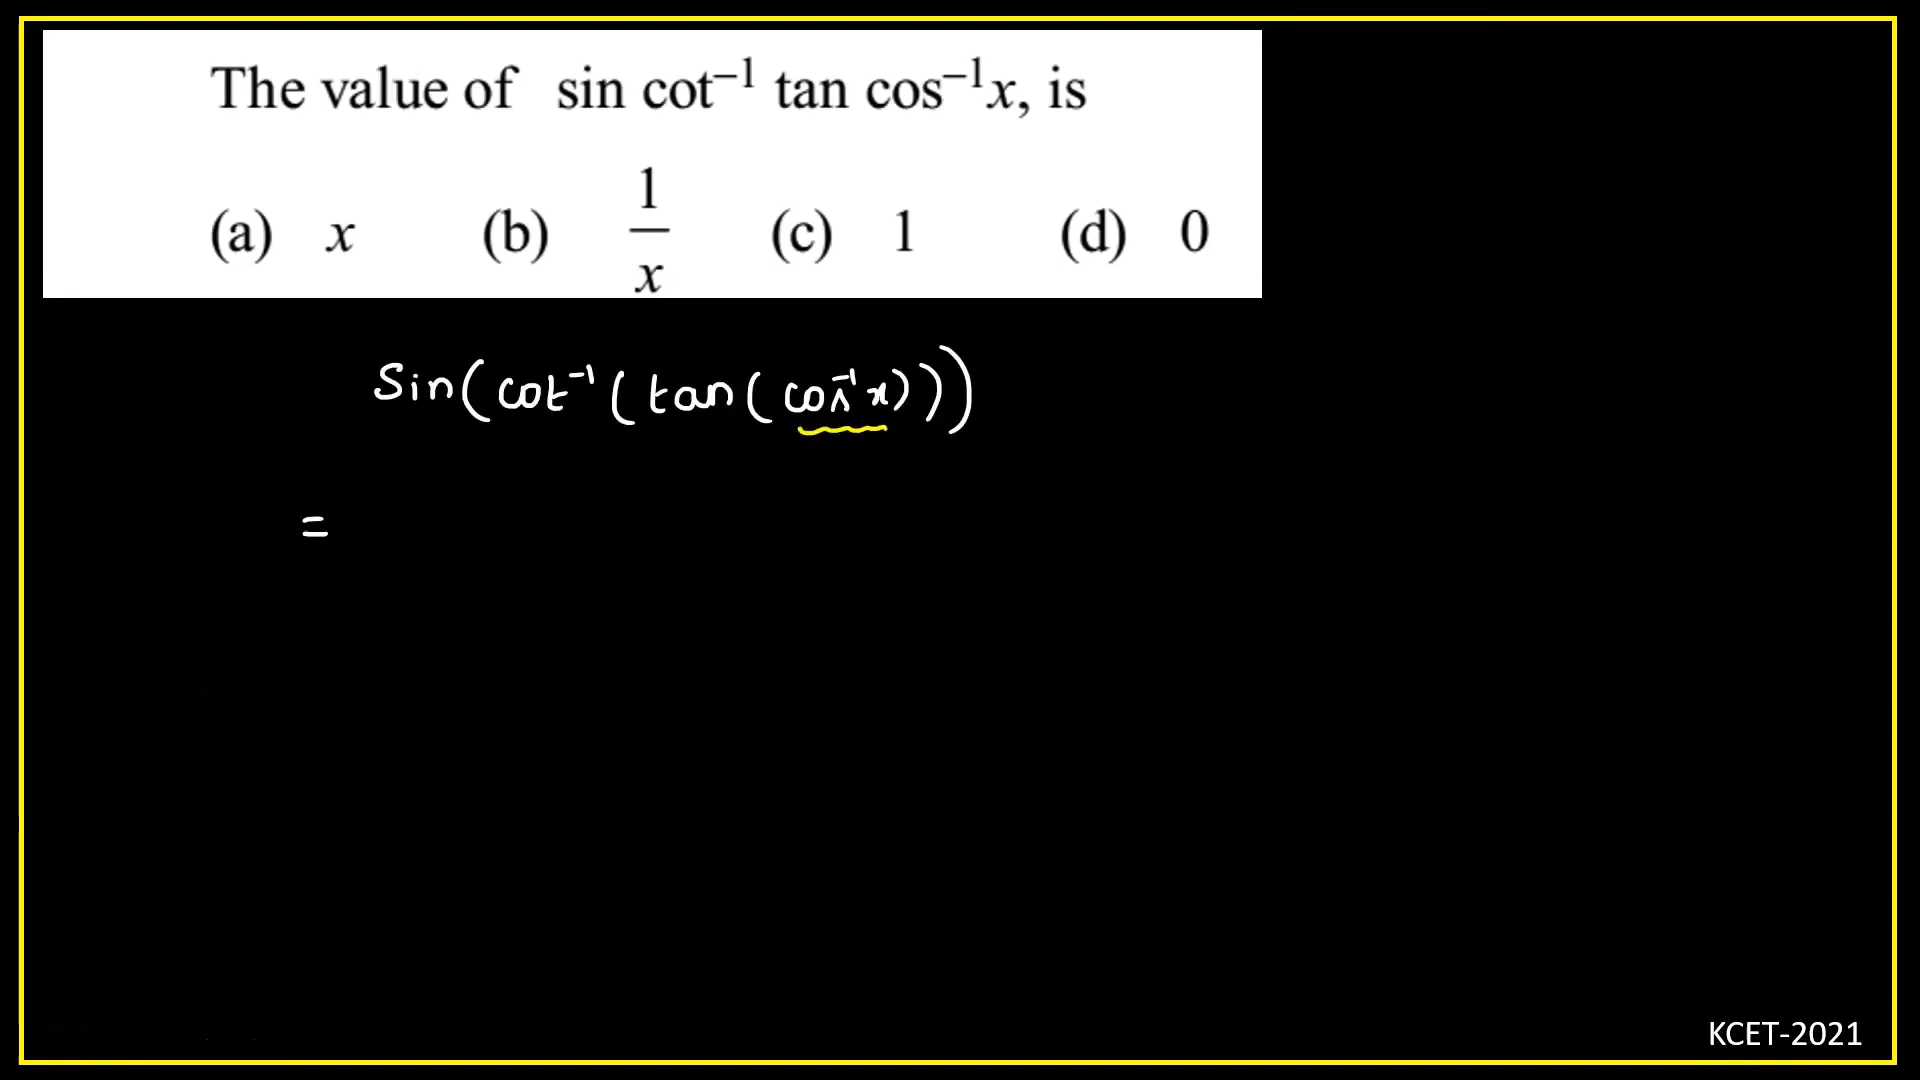 The value of sin cot⁻¹ tan cos⁻¹x, is
(a) x (b) 1/x (c) 1 (d) 0
Sin(cot⁻¹(tan(cos⁻¹x)))
=
KCET-2021